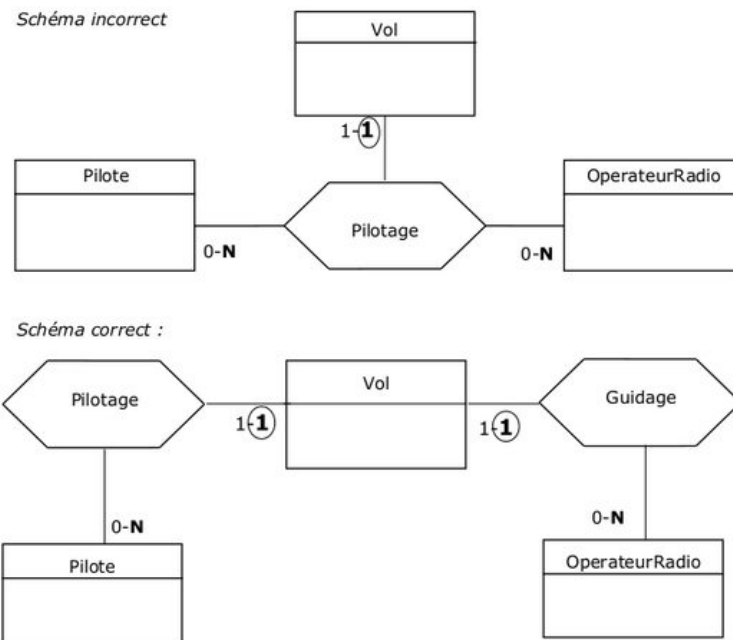 Schéma incorrect
Vol
1-1
Pilote
OperateurRadio
Pilotage
0-N
0-N
Schéma correct :
Pilotage
Vol
Guidage
1-1
1-1
0-N
0-N
Pilote
OperateurRadio